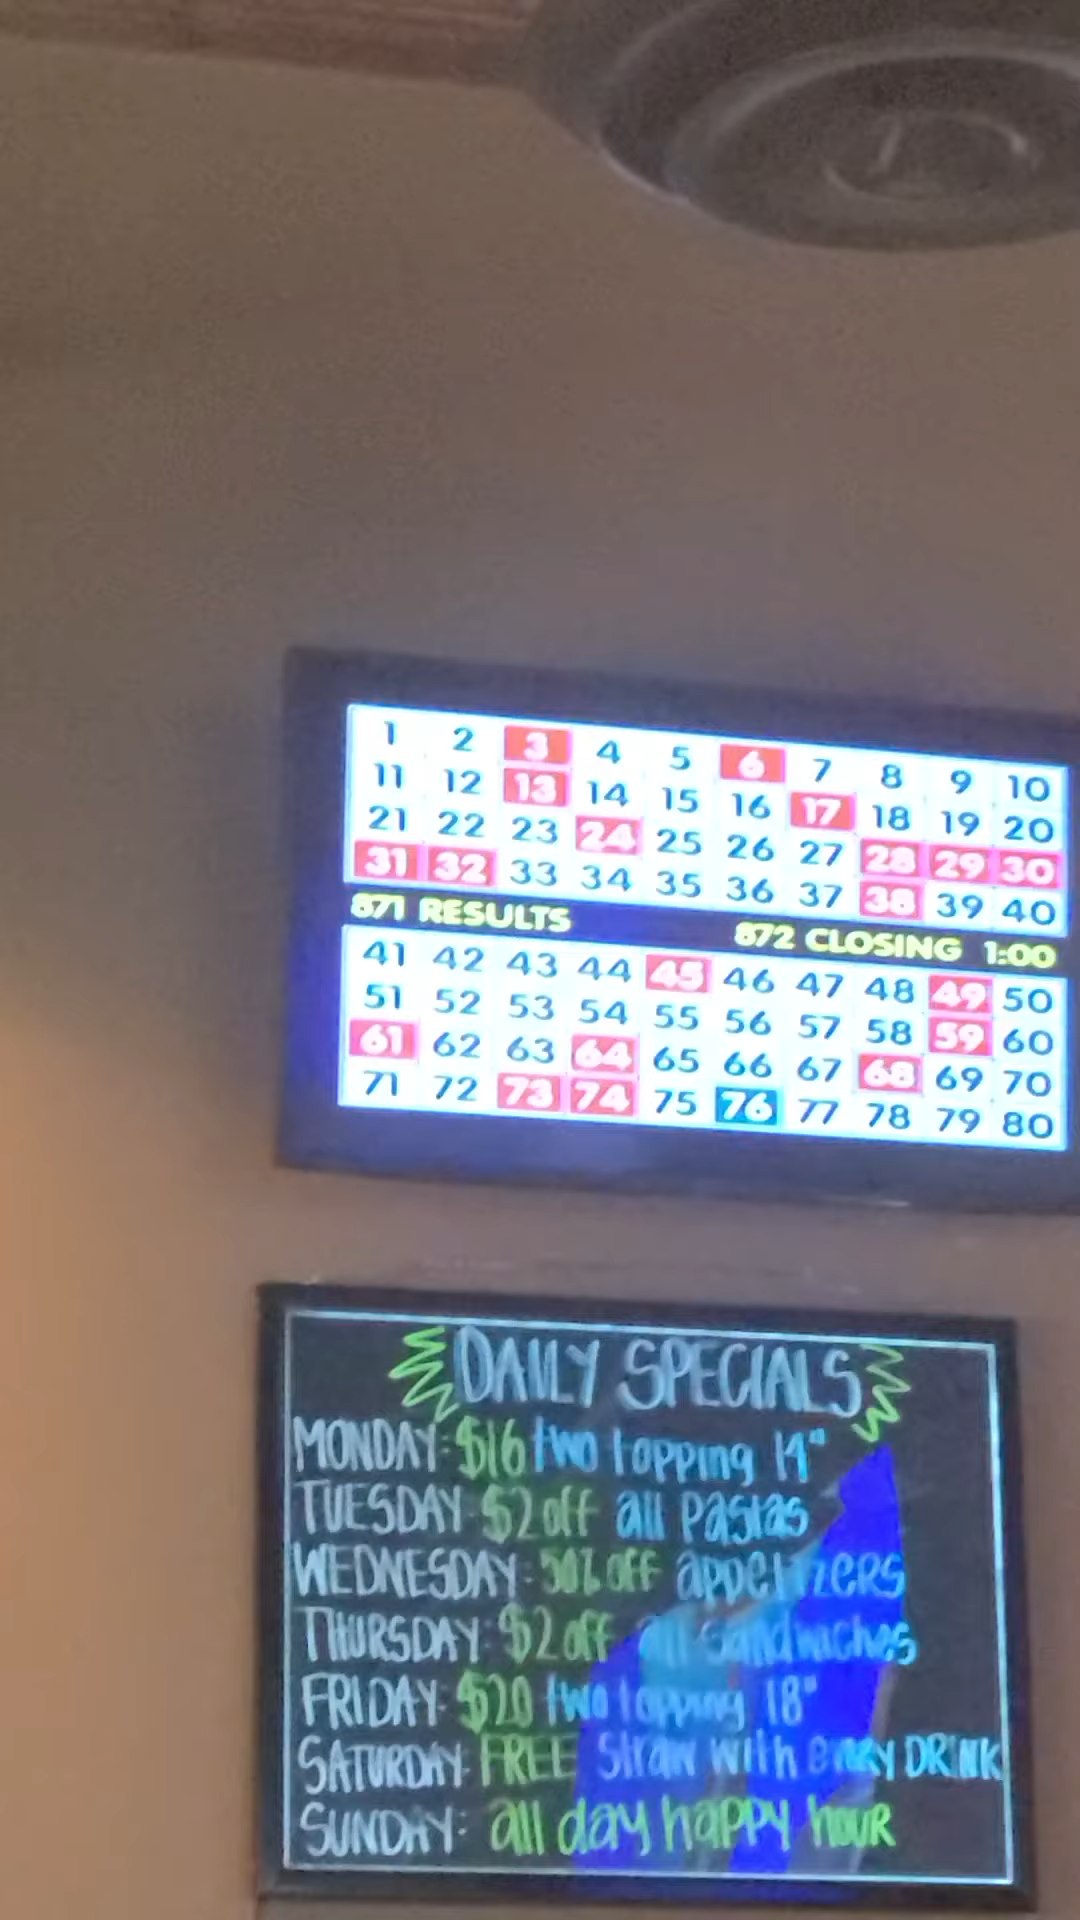 1 2 3 4 5 6 7 8 9 10
11 12 13 14 15 16 17 18 19 20
21 22 23 24 25 26 27 28 29 30
31 32 33 34 35 36 37 38 39 40
871 RESULTS 872 CLOSING 1:00
41 42 43 44 45 46 47 48 49 50
51 52 53 54 55 56 57 58 59 60
61 62 63 64 65 66 67 68 69 70
71 72 73 74 75 76 77 78 79 80
DAILY SPECIALS
MONDAY: $16 two topping 14"
TUESDAY: $2 off all pastas
WEDNESDAY: 50% off appetizers
THURSDAY: $2 off all sandwiches
FRIDAY: $20 two topping 18"
SATURDAY: FREE straw with every DRINK
SUNDAY: all day happy hour